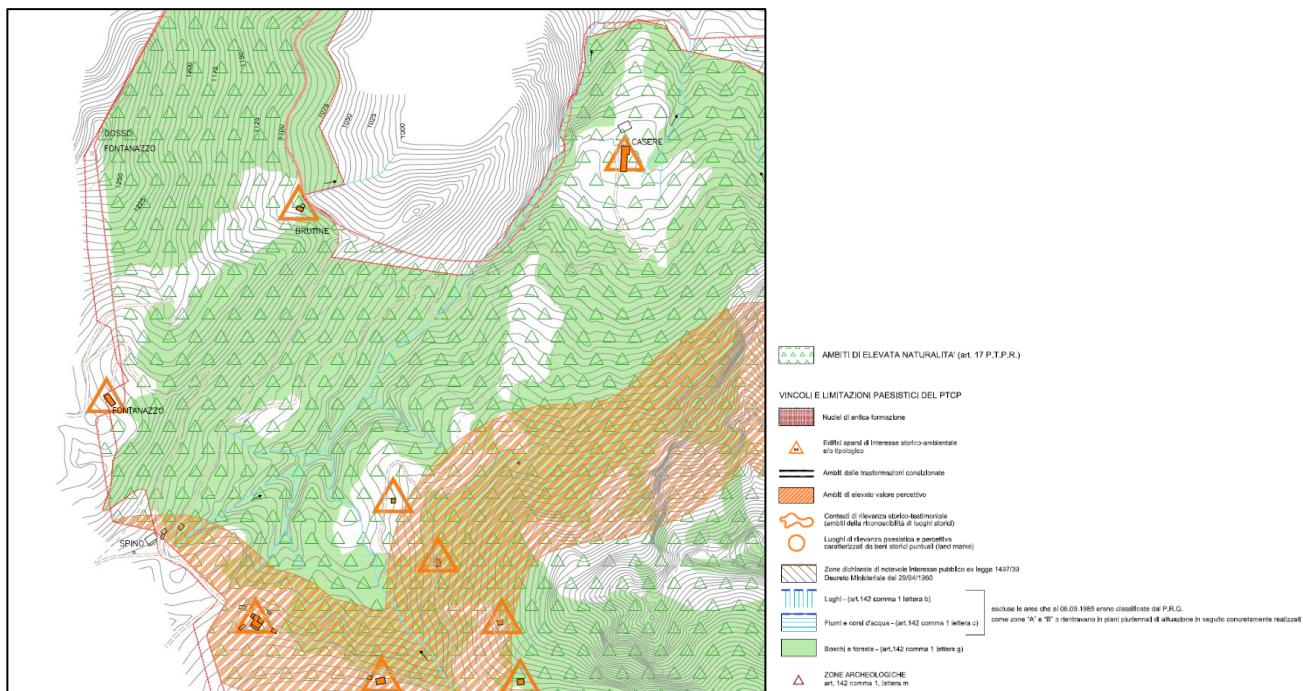 1200
1175
1150
1125
1100
1075
1050
1025
1000
DOSSO
FONTANAZZO
1250
1225
CASERE
BRUTINE
FONTANAZZO
SPINO
AMBITI DI ELEVATA NATURALITA' (art. 17 P.T.P.R.)
VINCOLI E LIMITAZIONI PAESISTICI DEL PTCP
Nuclei di antica formazione
Edifici sparsi di interesse storico-ambientale
e/o tipologico
Ambiti delle trasformazioni condizionate
Ambiti di elevato valore percettivo
Contesti di rilevanza storico-testimoniale
(ambiti della riconoscibilità di luoghi storici)
Luoghi di rilevanza paesistica e percettiva
caratterizzati da beni storici puntuali (land marks)
Zone dichiarate di notevole interesse pubblico ex legge 1497/39
Decreto Ministeriale del 29/04/1960
Laghi - (art.142 comma 1 lettera b)
Fiumi e corsi d'acqua - (art.142 comma 1 lettera c)
escluse le aree che al 06.09.1985 erano classificate dal P.R.G.
come zone "A" e "B" o rientravano in piani pluriennali di attuazione in seguito concretamente realizzati
Boschi e foreste - (art.142 comma 1 lettera g)
ZONE ARCHEOLOGICHE
art. 142 comma 1, lettera m